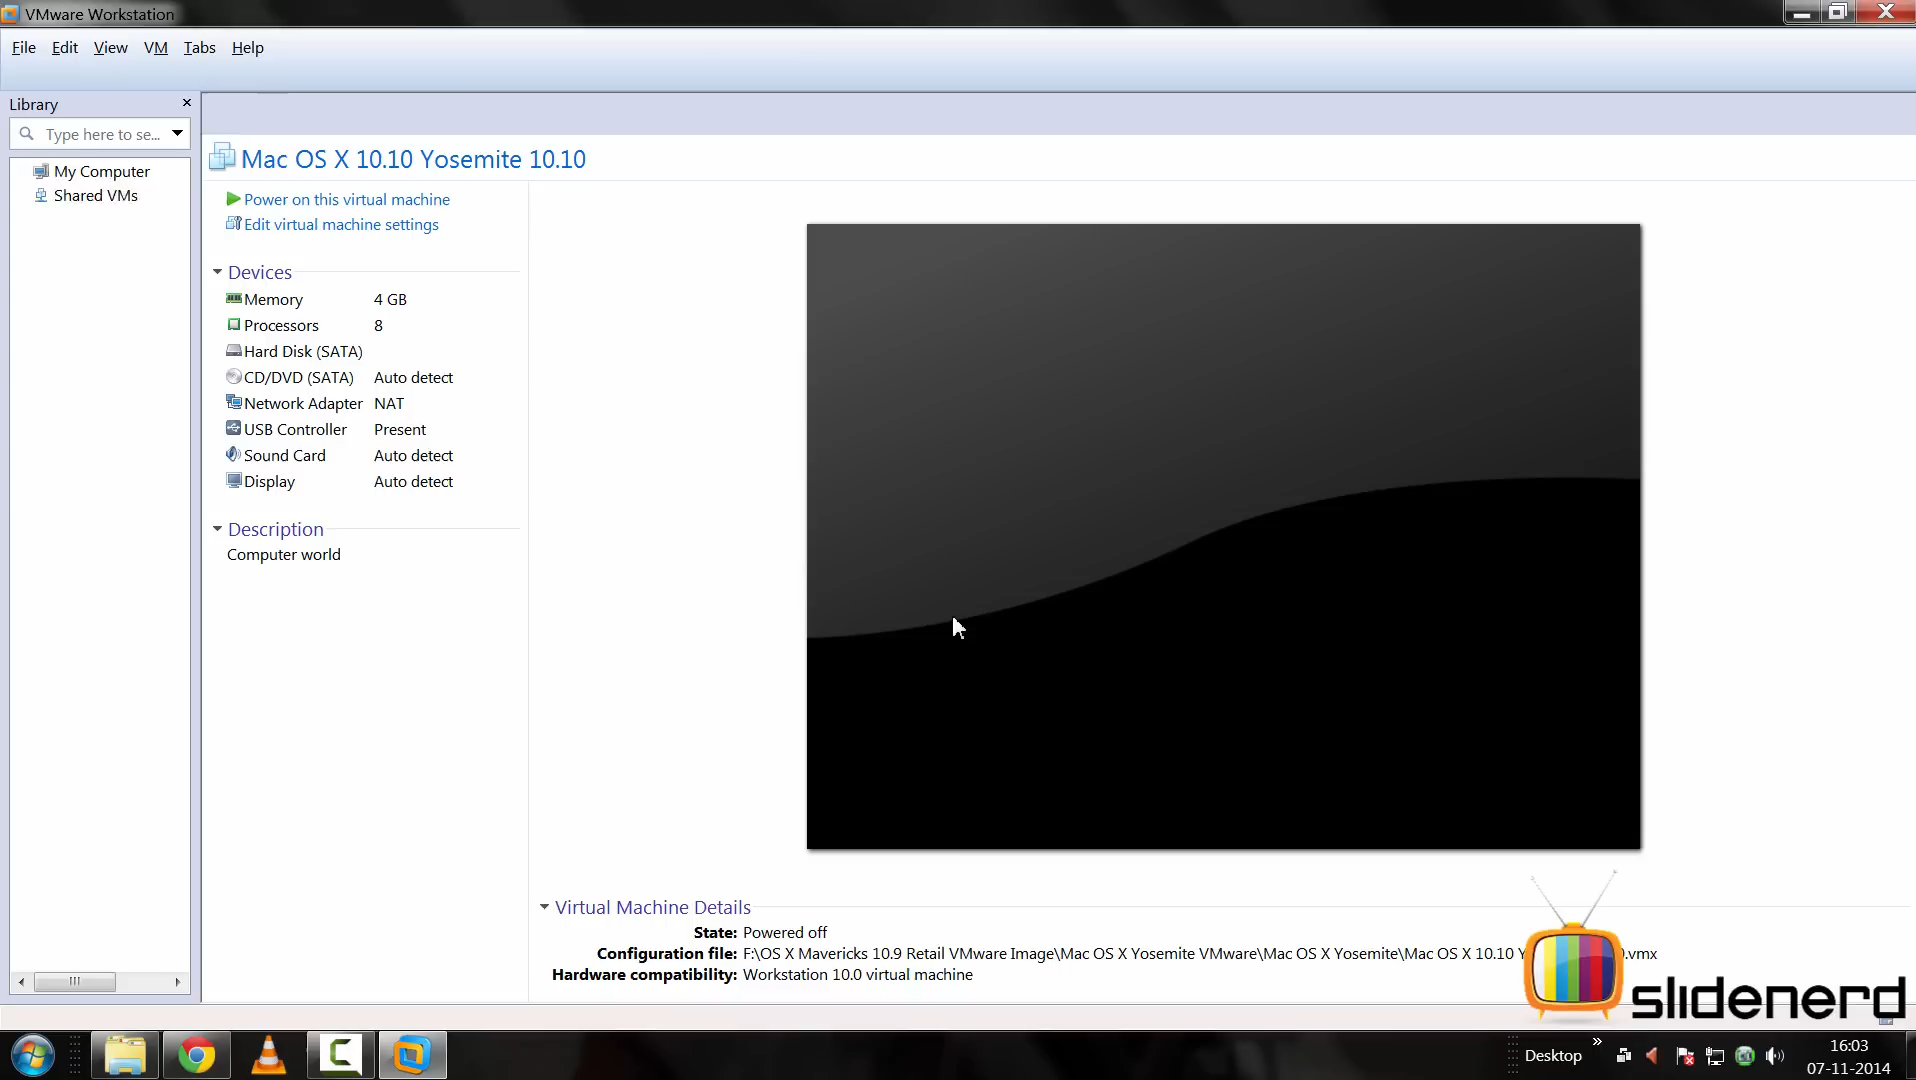 VMware Workstation
File Edit View VM Tabs Help
Library
Type here to se...
My Computer
Shared VMs
Mac OS X 10.10 Yosemite 10.10
Power on this virtual machine
Edit virtual machine settings
Devices
Memory 4 GB
Processors 8
Hard Disk (SATA)
CD/DVD (SATA) Auto detect
Network Adapter NAT
USB Controller Present
Sound Card Auto detect
Display Auto detect
Description
Computer world
Virtual Machine Details
State: Powered off
Configuration file: F:\OS X Mavericks 10.9 Retail VMware Image\Mac OS X Yosemite VMware\Mac OS X Yosemite\Mac OS X 10.10 .vmx
Hardware compatibility: Workstation 10.0 virtual machine
slidenerd
Desktop
16:03
07-11-2014